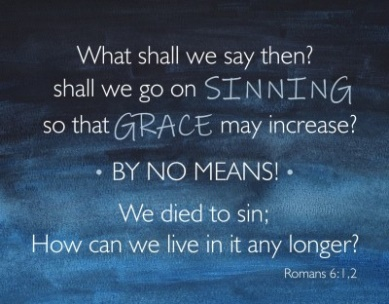 What shall we say then?
shall we go on SINNING
so that GRACE may increase?
• BY NO MEANS! •
We died to sin;
How can we live in it any longer?
Romans 6:1,2